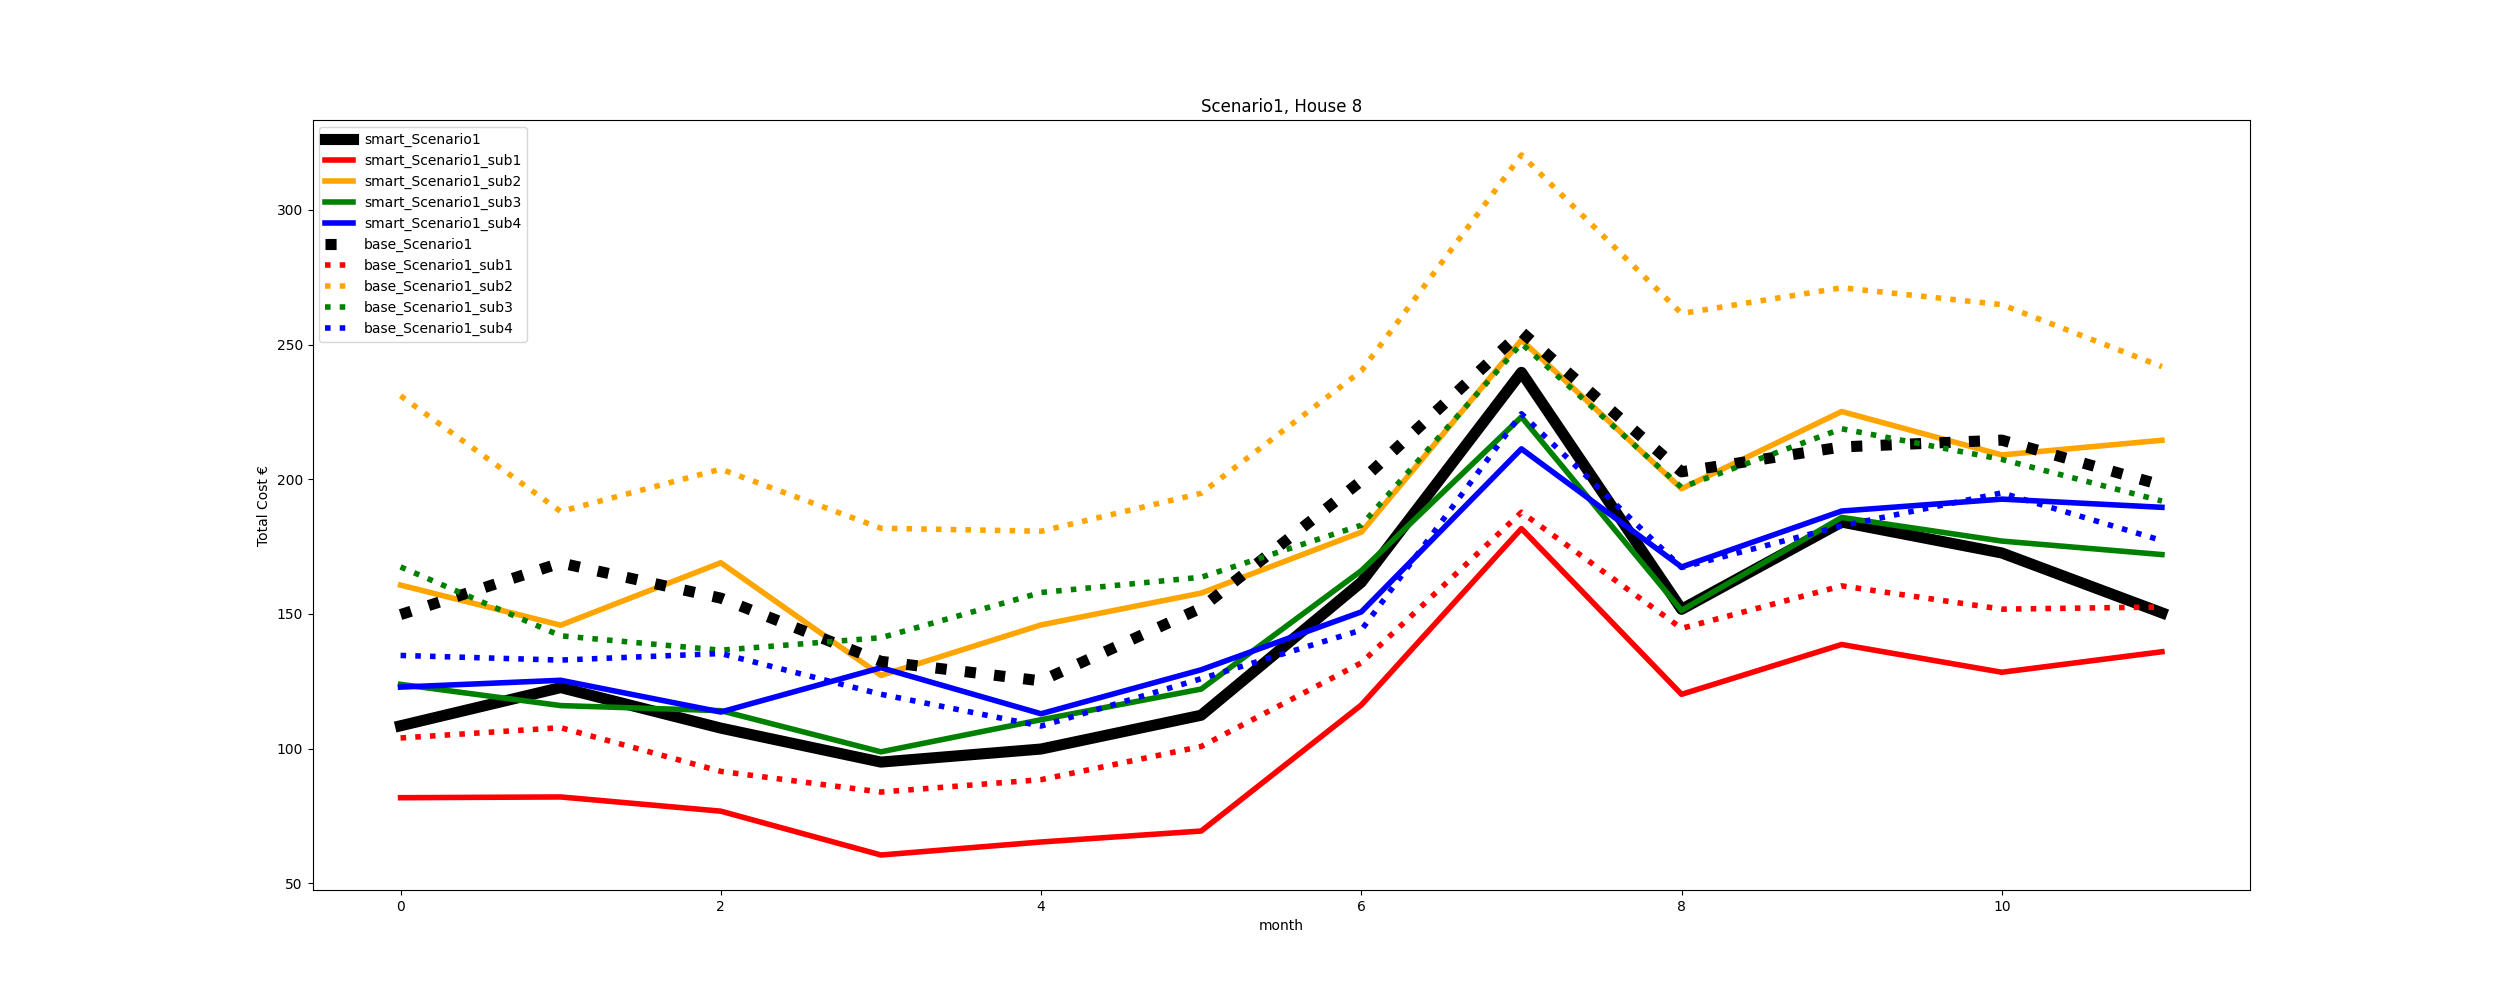 Scenario1, House 8
smart_Scenario1
smart_Scenario1_sub1
smart_Scenario1_sub2
smart_Scenario1_sub3
smart_Scenario1_sub4
base_Scenario1
base_Scenario1_sub1
base_Scenario1_sub2
base_Scenario1_sub3
base_Scenario1_sub4
Total Cost €
300
250
200
150
100
50
0 2 4 6 8 10
month